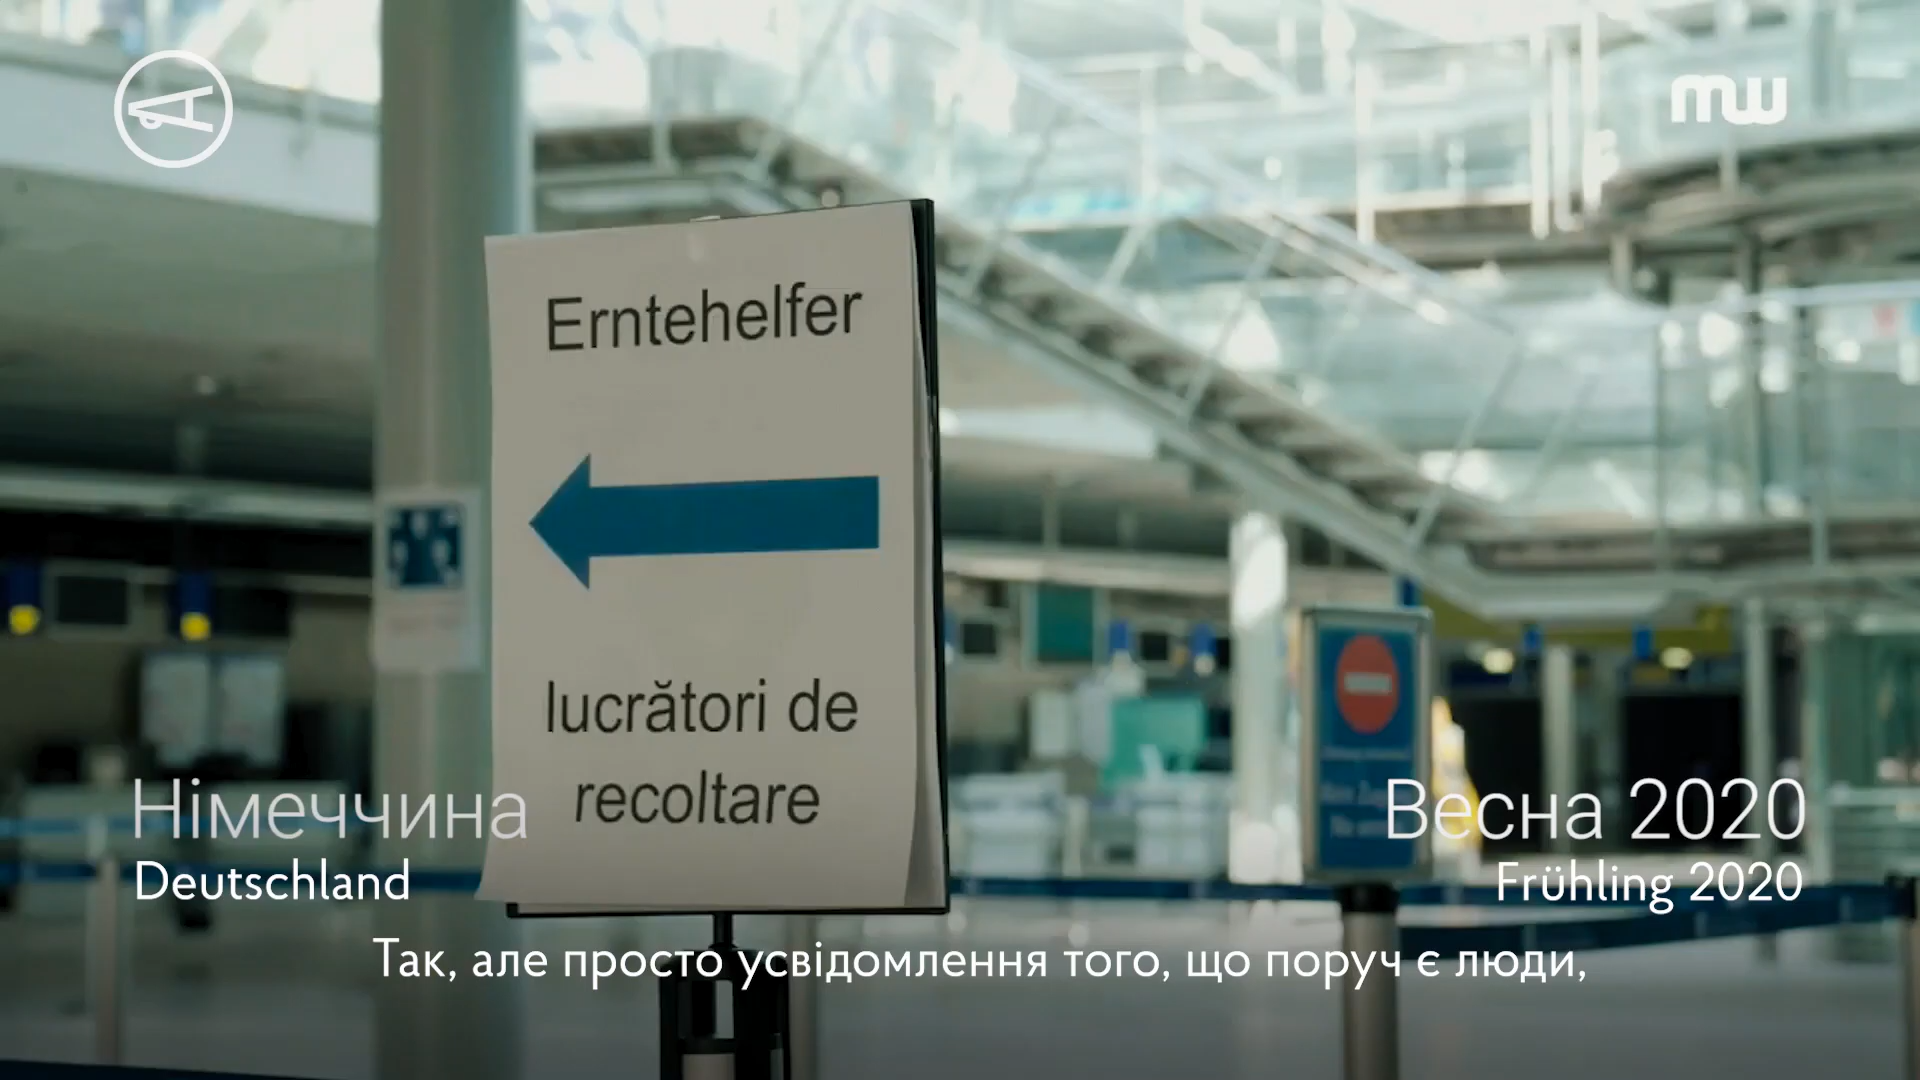 mw
Erntehelfer
lucrători de
recoltare
Німеччина
Deutschland
Весна 2020
Frühling 2020
Так, але просто усвідомлення того, що поруч є люди,